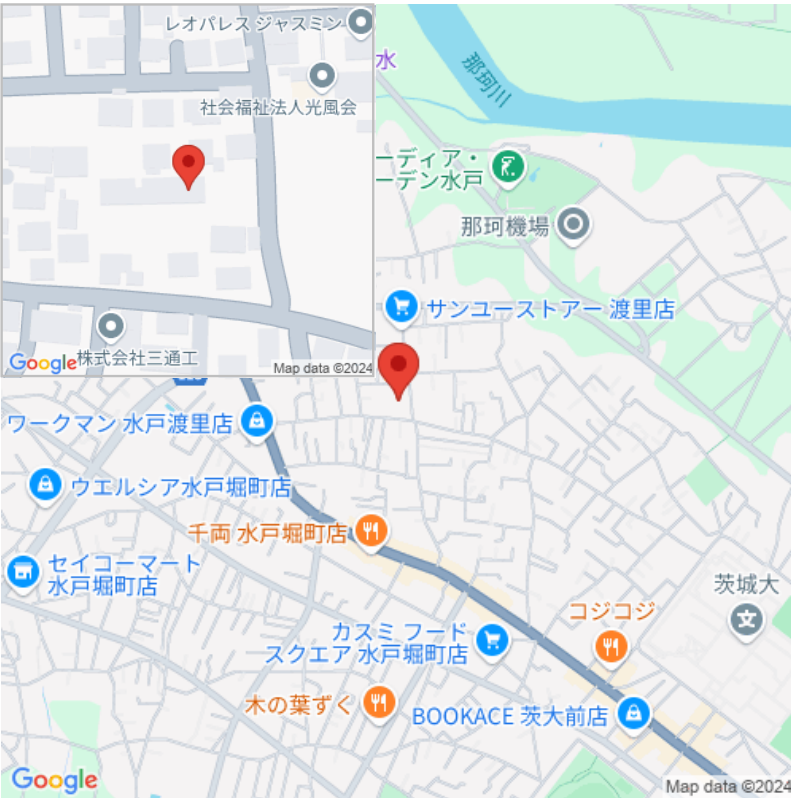 レオパレス ジャスミン
社会福祉法人光風会
株式会社三通工
Google
Map data ©2024
水
那珂川
ーディア・
ーデン水戸
那珂機場
サンユーストアー 渡里店
ワークマン 水戸渡里店
ウエルシア水戸堀町店
千両 水戸堀町店
セイコーマート
水戸堀町店
茨城大
コジコジ
カスミ フード
スクエア 水戸堀町店
木の葉ずく
BOOKACE 茨大前店
Google
Map data ©2024